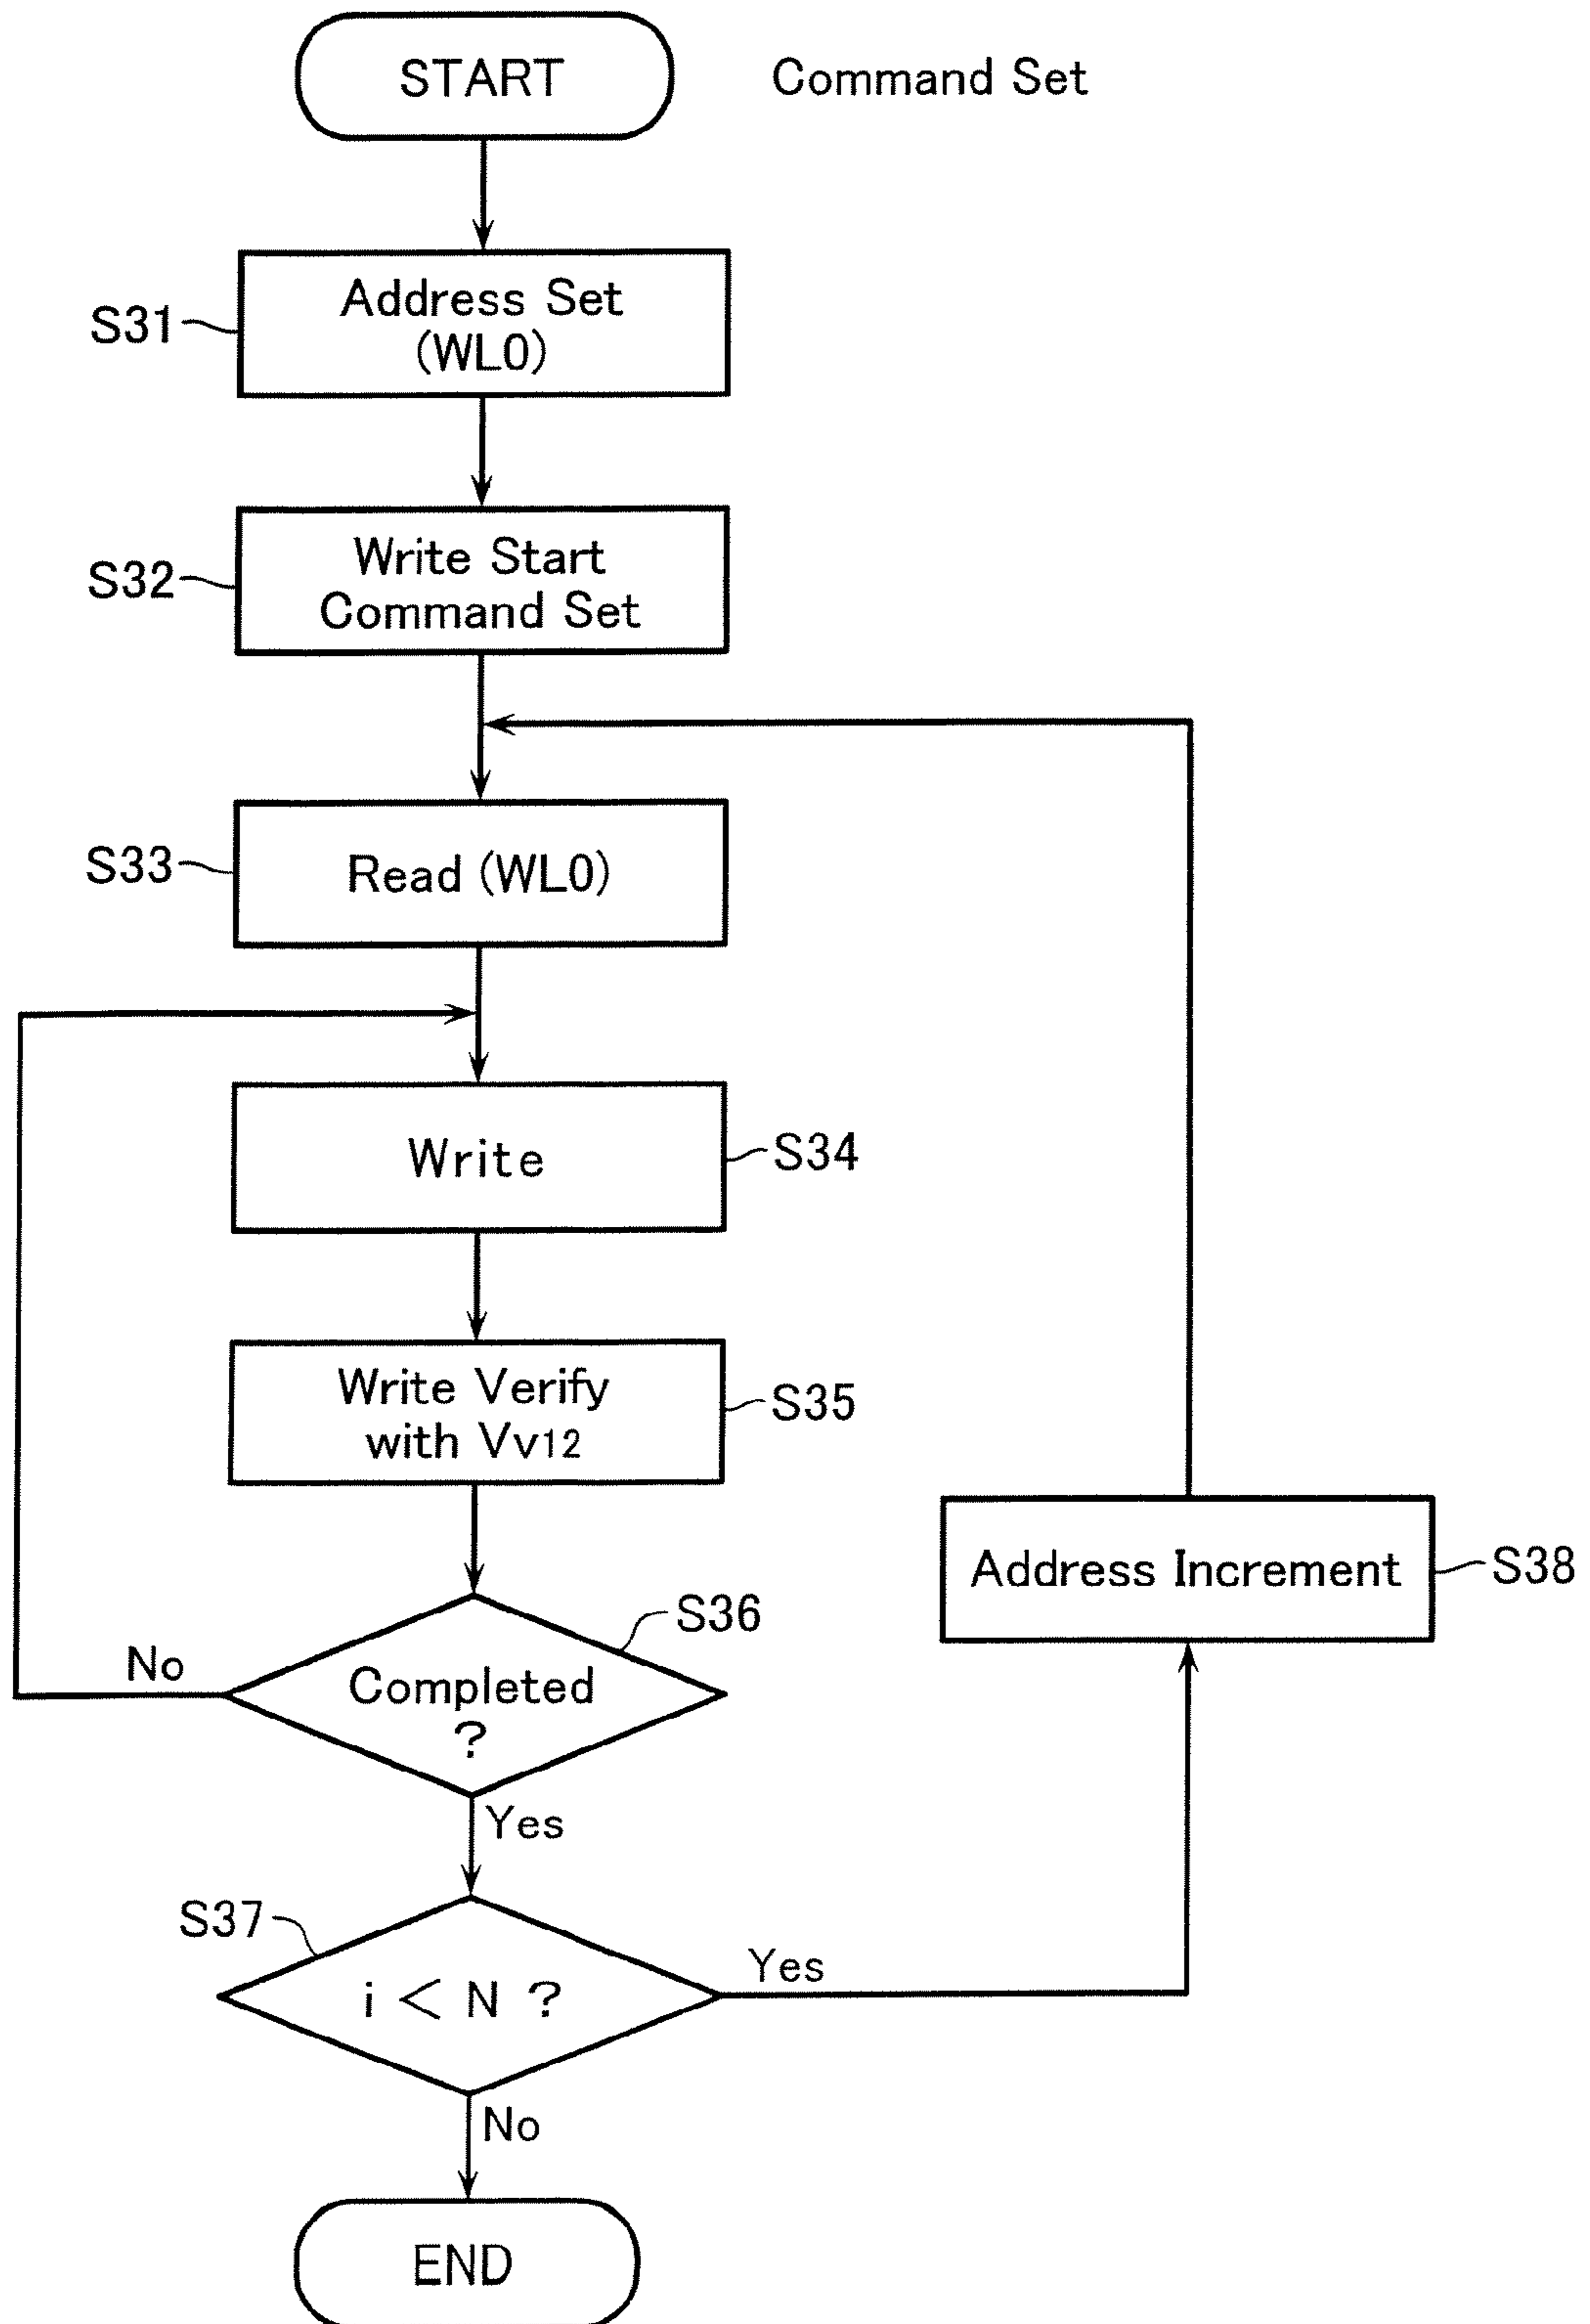 START
Command Set
S31
Address Set
(WL0)
S32
Write Start
Command Set
S33
Read (WL0)
Write
S34
Write Verify
with Vv12
S35
Address Increment
S38
S36
No
Completed
?
Yes
S37
i < N ?
Yes
No
END